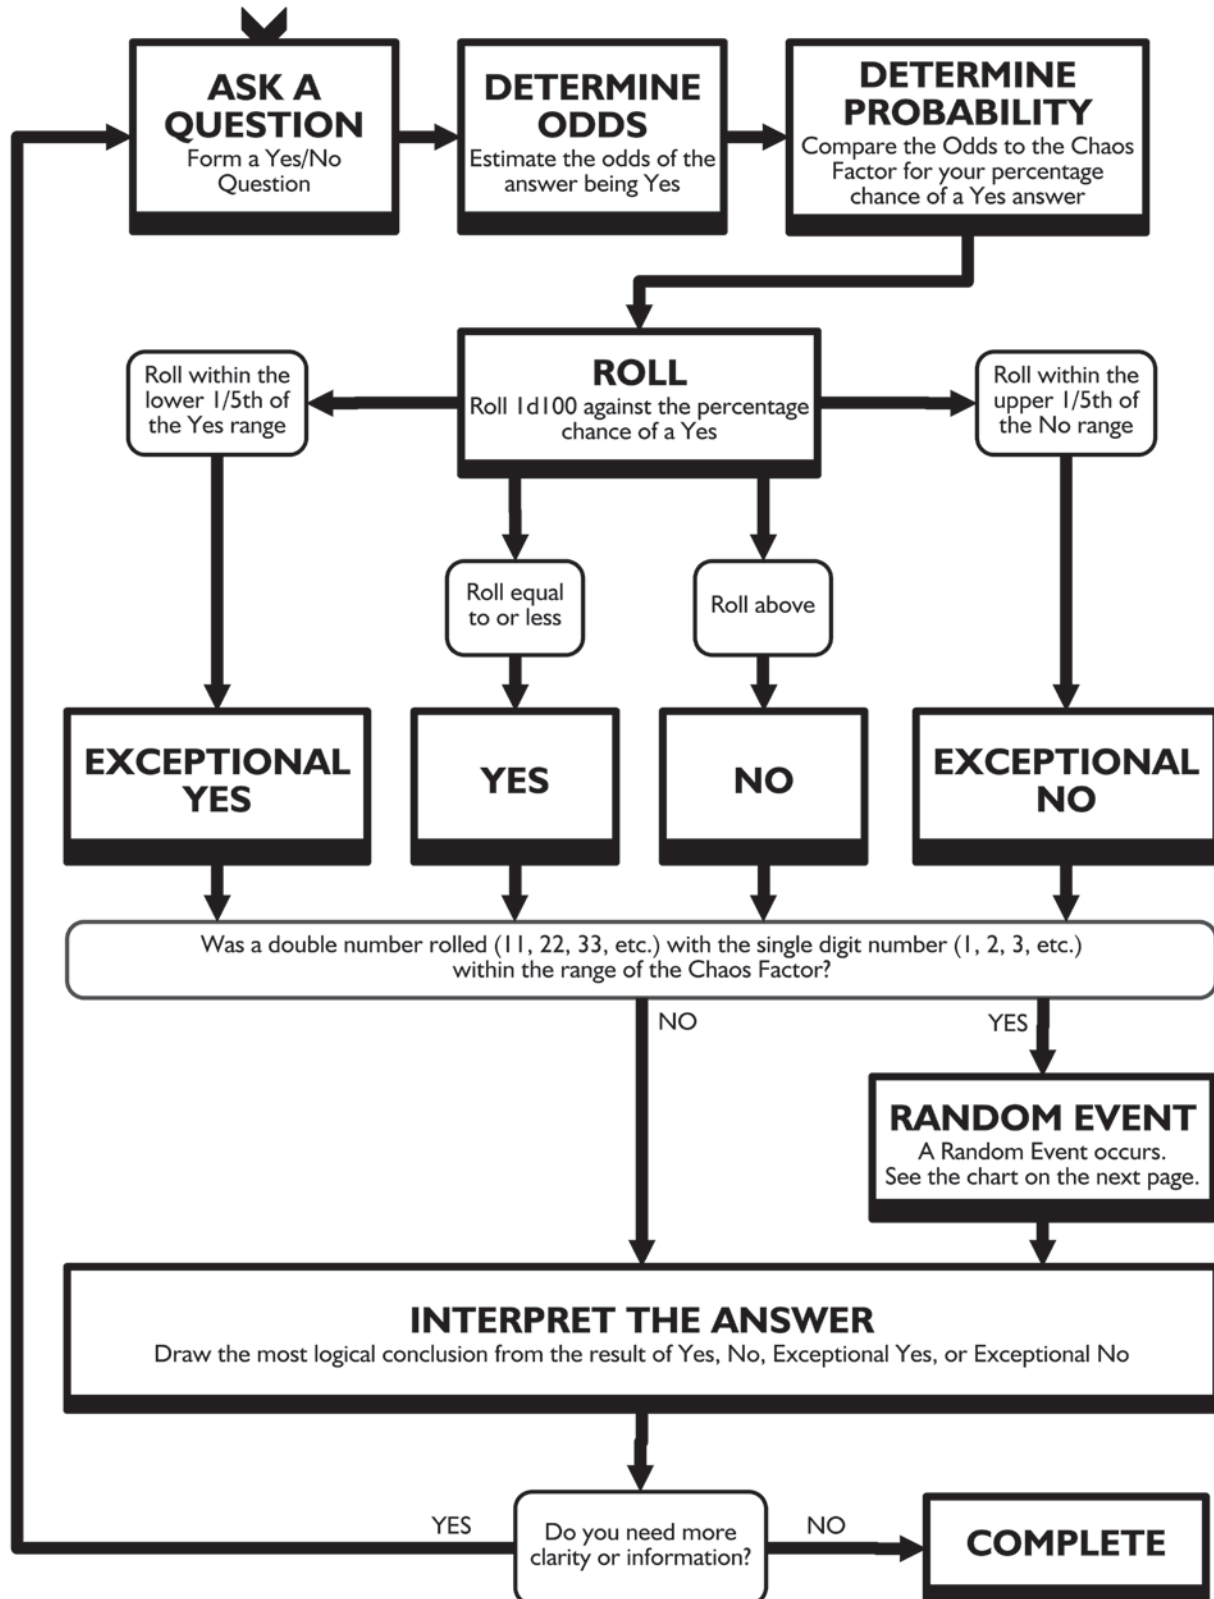 ASK A
QUESTION
Form a Yes/No
Question
DETERMINE
ODDS
Estimate the odds of the
answer being Yes
DETERMINE
PROBABILITY
Compare the Odds to the Chaos
Factor for your percentage
chance of a Yes answer
Roll within the
lower 1/5th of
the Yes range
ROLL
Roll 1d100 against the percentage
chance of a Yes
Roll within the
upper 1/5th of
the No range
Roll equal
to or less
Roll above
EXCEPTIONAL
YES
YES
NO
EXCEPTIONAL
NO
Was a double number rolled (11, 22, 33, etc.) with the single digit number (1, 2, 3, etc.)
within the range of the Chaos Factor?
NO
YES
RANDOM EVENT
A Random Event occurs.
See the chart on the next page.
INTERPRET THE ANSWER
Draw the most logical conclusion from the result of Yes, No, Exceptional Yes, or Exceptional No
YES
Do you need more
clarity or information?
NO
COMPLETE